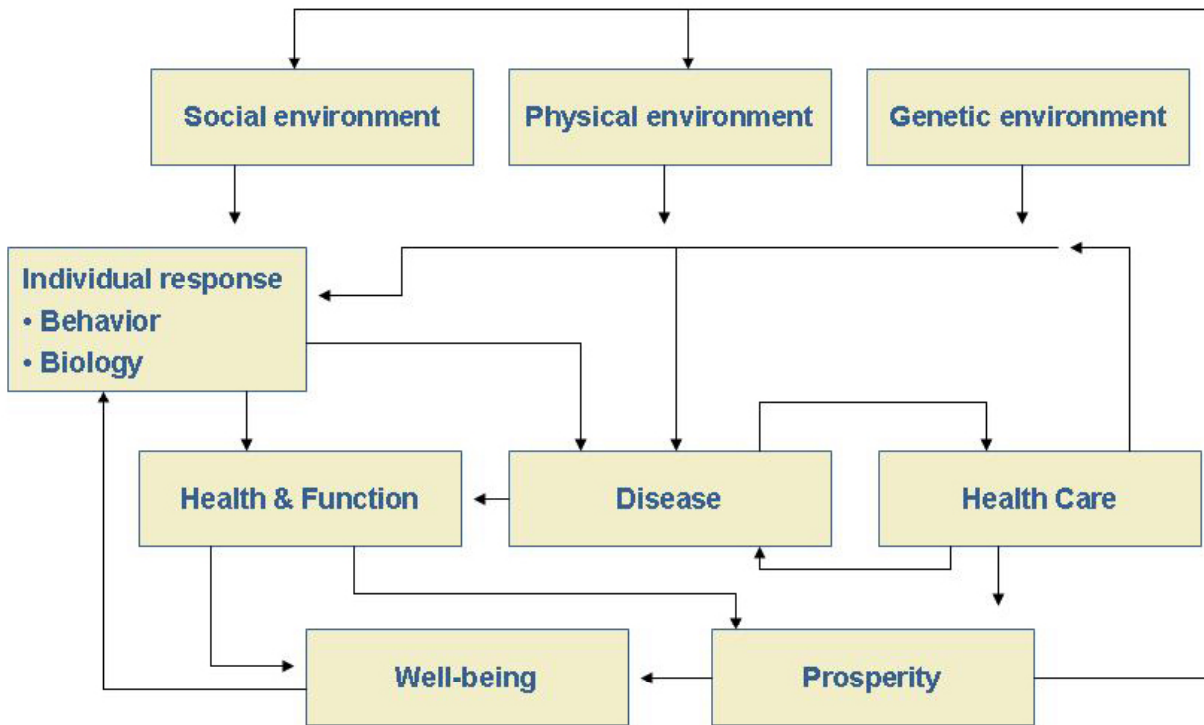 Social environment
Physical environment
Genetic environment
Individual response
• Behavior
• Biology
Health & Function
Disease
Health Care
Well-being
Prosperity